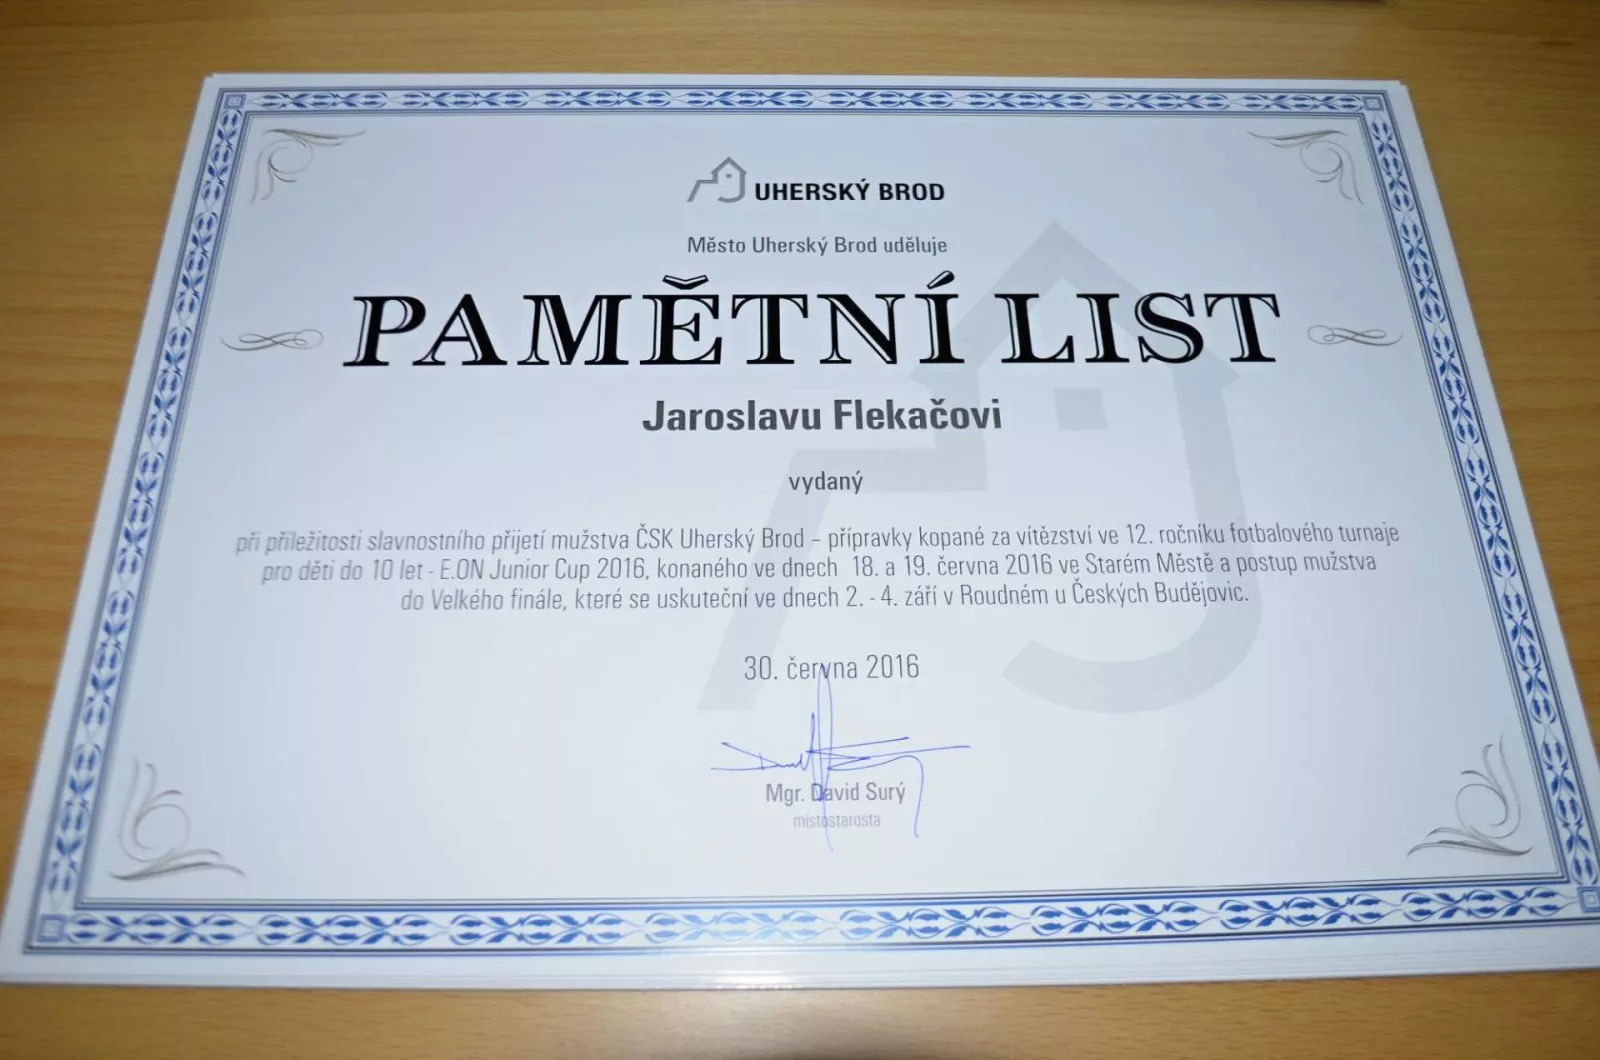 UHERSKÝ BROD
Město Uherský Brod uděluje
PAMĚTNÍ LIST
Jaroslavu Flekačovi
vydaný
při příležitosti slavnostního přijetí mužstva ČSK Uherský Brod – přípravky kopané za vítězství ve 12. ročníku fotbalového turnaje
pro děti do 10 let - E.ON Junior Cup 2016, konaného ve dnech 18. a 19. června 2016 ve Starém Městě a postup mužstva
do Velkého finále, které se uskuteční ve dnech 2. - 4. září v Roudném u Českých Budějovic.
30. června 2016
Mgr. David Surý
místostarosta